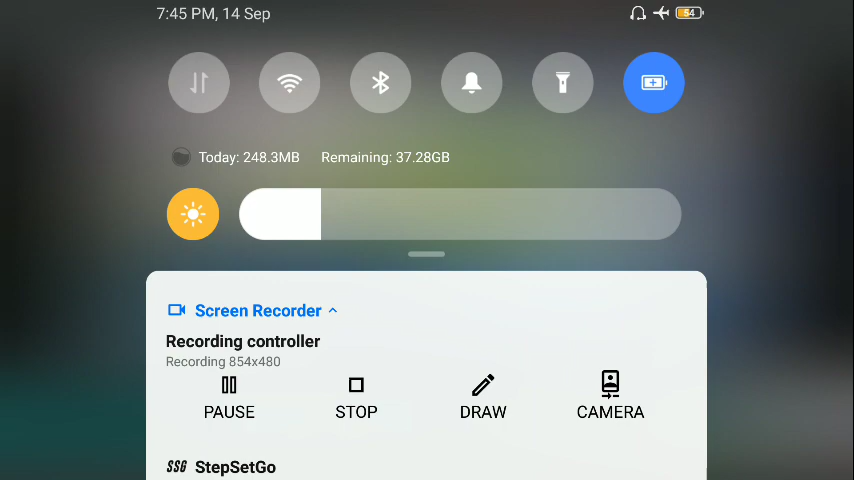 7:45 PM, 14 Sep
54
Today: 248.3MB Remaining: 37.28GB
Screen Recorder
Recording controller
Recording 854x480
PAUSE STOP DRAW CAMERA
SSG StepSetGo